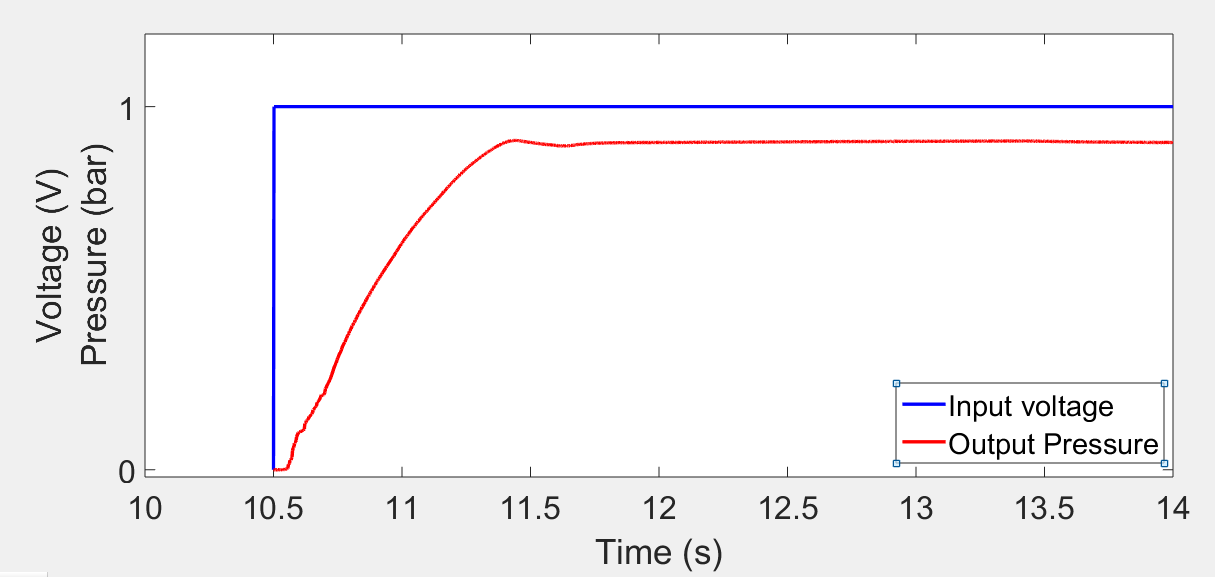 Voltage (V)
Pressure (bar)
1
0
10 10.5 11 11.5 12 12.5 13 13.5 14
Time (s)
Input voltage
Output Pressure